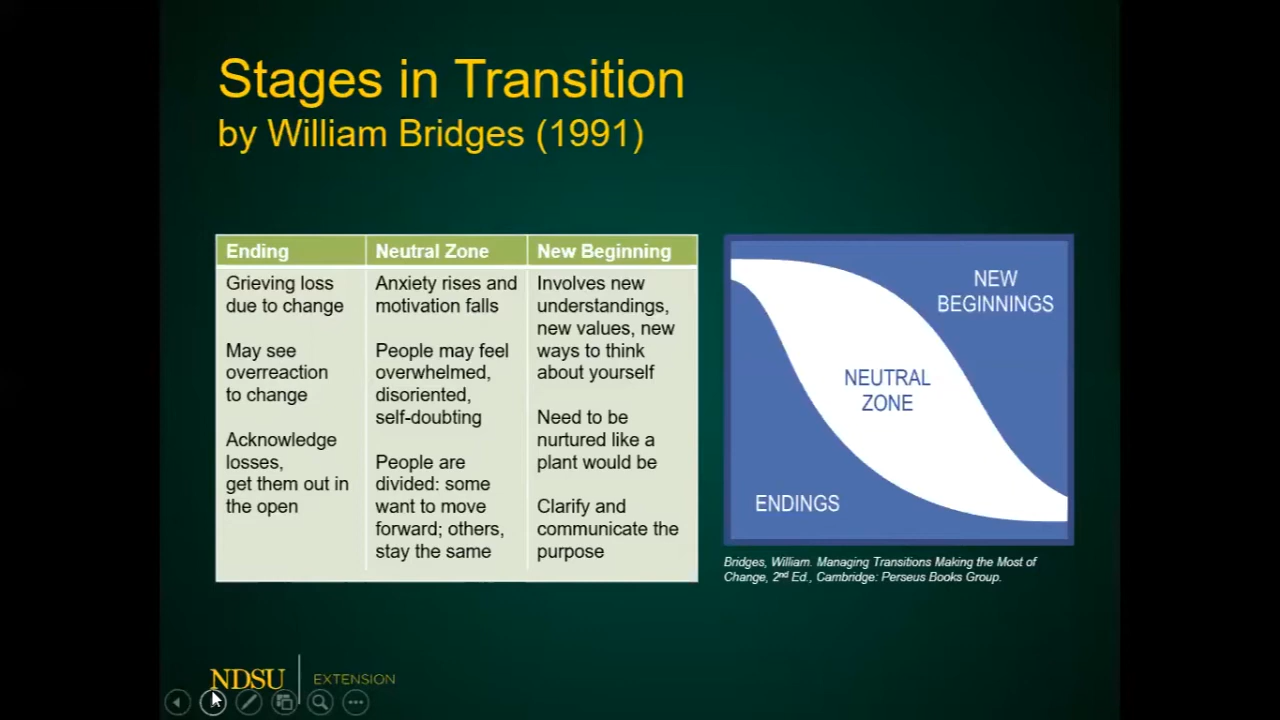 Stages in Transition
by William Bridges (1991)
Ending
Grieving loss
due to change
May see
overreaction
to change
Acknowledge
losses,
get them out in
the open
Neutral Zone
Anxiety rises and
motivation falls
People may feel
overwhelmed,
disoriented,
self-doubting
People are
divided: some
want to move
forward; others,
stay the same
New Beginning
Involves new
understandings,
new values, new
ways to think
about yourself
Need to be
nurtured like a
plant would be
Clarify and
communicate the
purpose
NEW
BEGINNINGS
NEUTRAL
ZONE
ENDINGS
Bridges, William. Managing Transitions Making the Most of
Change, 2nd Ed., Cambridge: Perseus Books Group.
NDSU EXTENSION